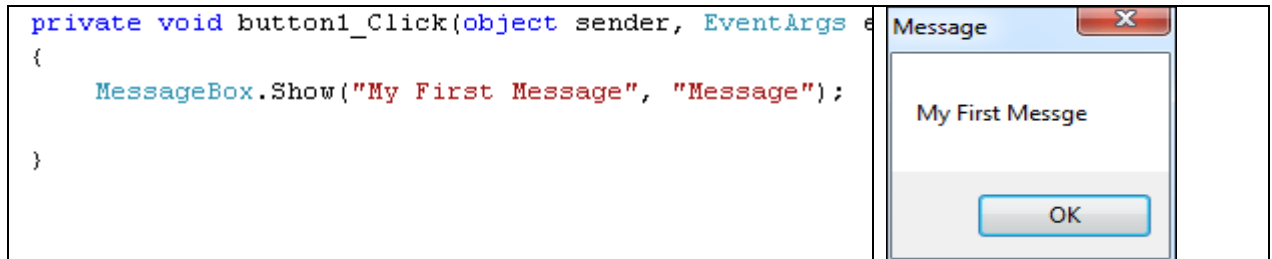 private void button1_Click(object sender, EventArgs e
{
MessageBox.Show("My First Message", "Message");
}
Message
My First Messge
OK